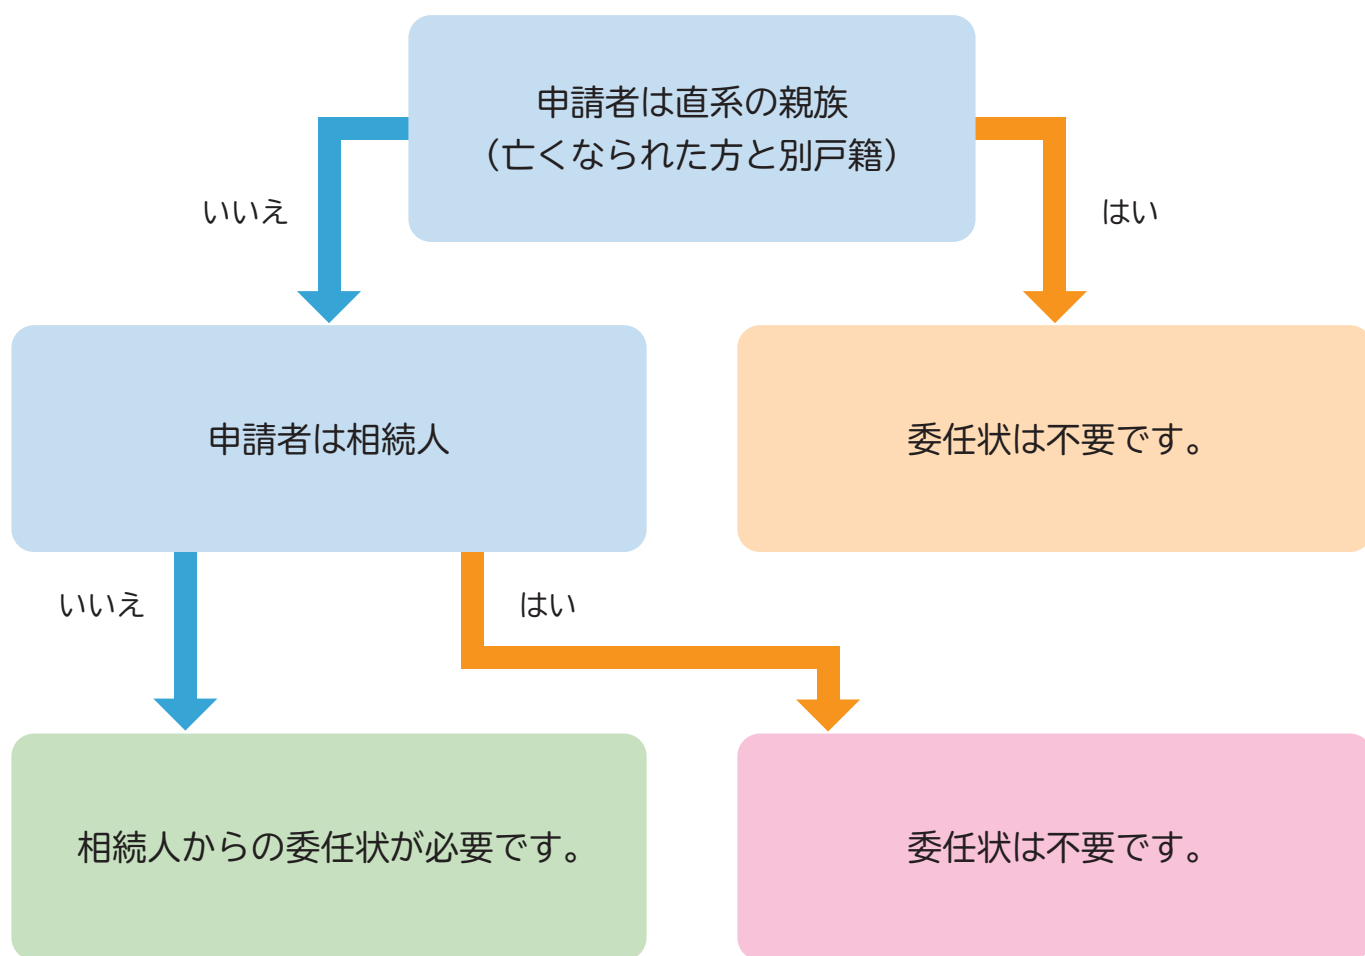 申請者は直系の親族
（亡くなられた方と別戸籍）
いいえ
はい
申請者は相続人
委任状は不要です。
いいえ
はい
相続人からの委任状が必要です。
委任状は不要です。